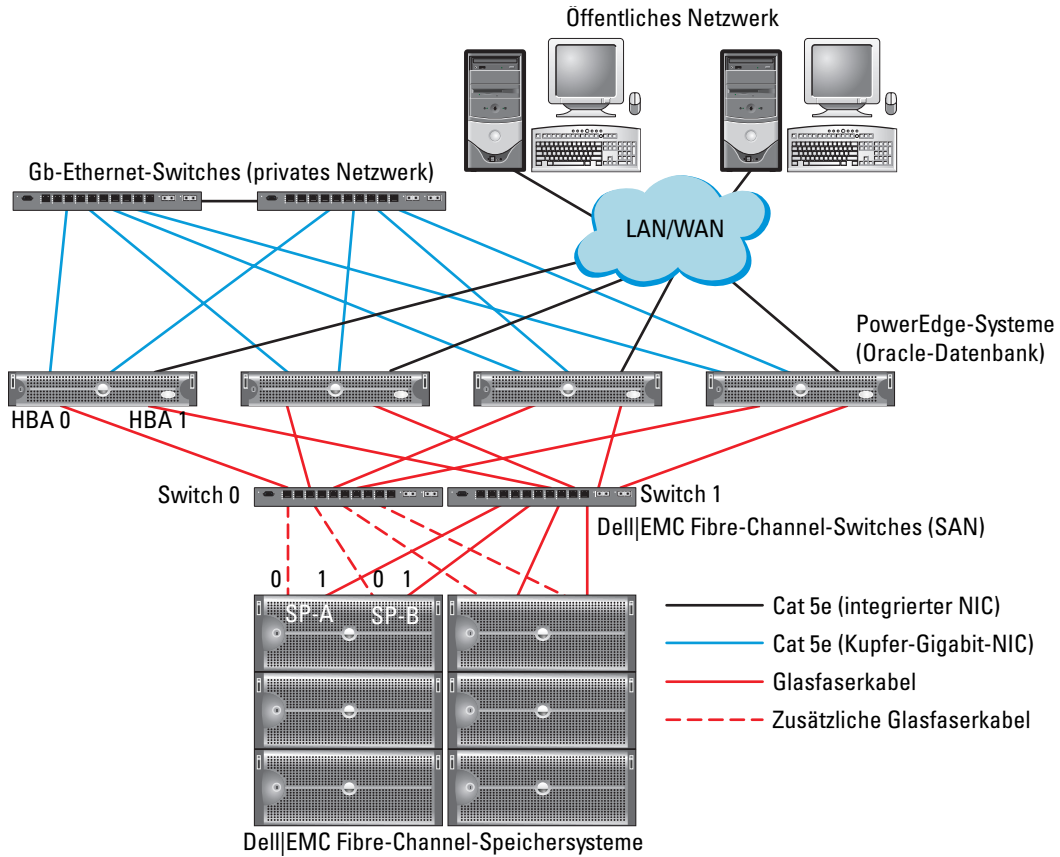 Öffentliches Netzwerk
Gb-Ethernet-Switches (privates Netzwerk)
LAN/WAN
PowerEdge-Systeme
(Oracle-Datenbank)
HBA 0
HBA 1
Switch 0
Switch 1
Dell|EMC Fibre-Channel-Switches (SAN)
0 1 0 1
SP-A SP-B
Cat 5e (integrierter NIC)
Cat 5e (Kupfer-Gigabit-NIC)
Glasfaserkabel
Zusätzliche Glasfaserkabel
Dell|EMC Fibre-Channel-Speichersysteme